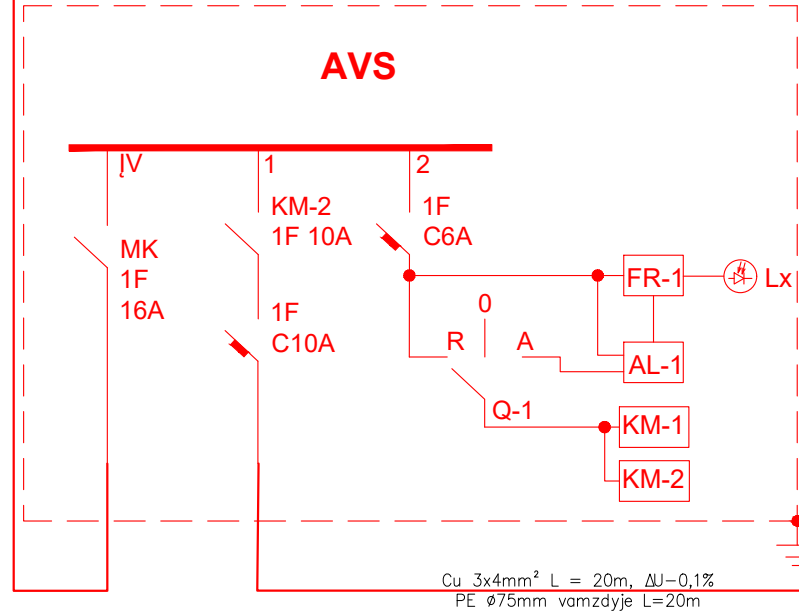 AVS
ĮV
1
2
KM-2
1F 10A
1F
C6A
MK
1F
16A
1F
C10A
FR-1
Lx
0
R
A
AL-1
Q-1
KM-1
KM-2
Cu 3x4mm² L = 20m, ΔU-0,1%
PE ø75mm vamzdyje L=20m